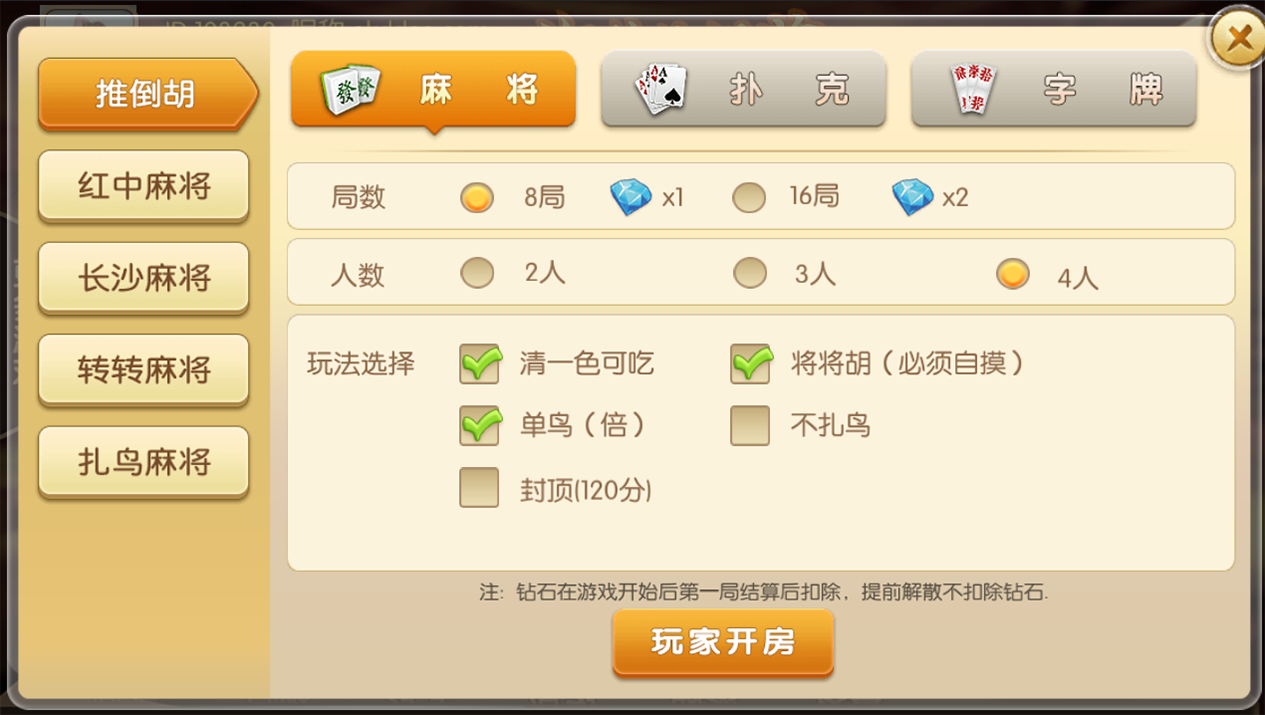 麻 将
扑 克
字 牌
推倒胡
红中麻将
长沙麻将
转转麻将
扎鸟麻将
局数 8局 x1 16局 x2
人数 2人 3人 4人
玩法选择 清一色可吃 将将胡（必须自摸）
单鸟（倍） 不扎鸟
封顶(120分)
注：钻石在游戏开始后第一局结算后扣除，提前解散不扣除钻石.
玩家开房